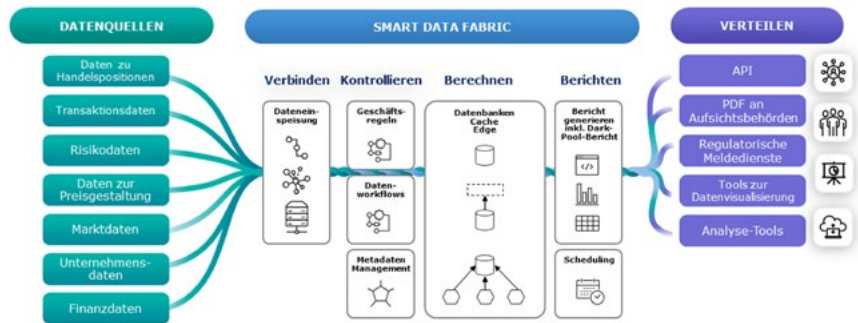 DATENQUELLEN
Daten zu
Handelspositionen
Transaktionsdaten
Risikodaten
Daten zur
Preisgestaltung
Marktdaten
Unternehmens-
daten
Finanzdaten
SMART DATA FABRIC
Verbinden
Datenein-
speisung
Kontrollieren
Geschäfts-
regeln
Daten-
workflows
Metadaten
Management
Berechnen
Datenbanken
Cache
Edge
Berichten
Bericht
generieren
inkl. Dark-
Pool-Bericht
Scheduling
VERTEILEN
API
PDF an
Aufsichtsbehörden
Regulatorische
Meldedienste
Tools zur
Datenvisualisierung
Analyse-Tools